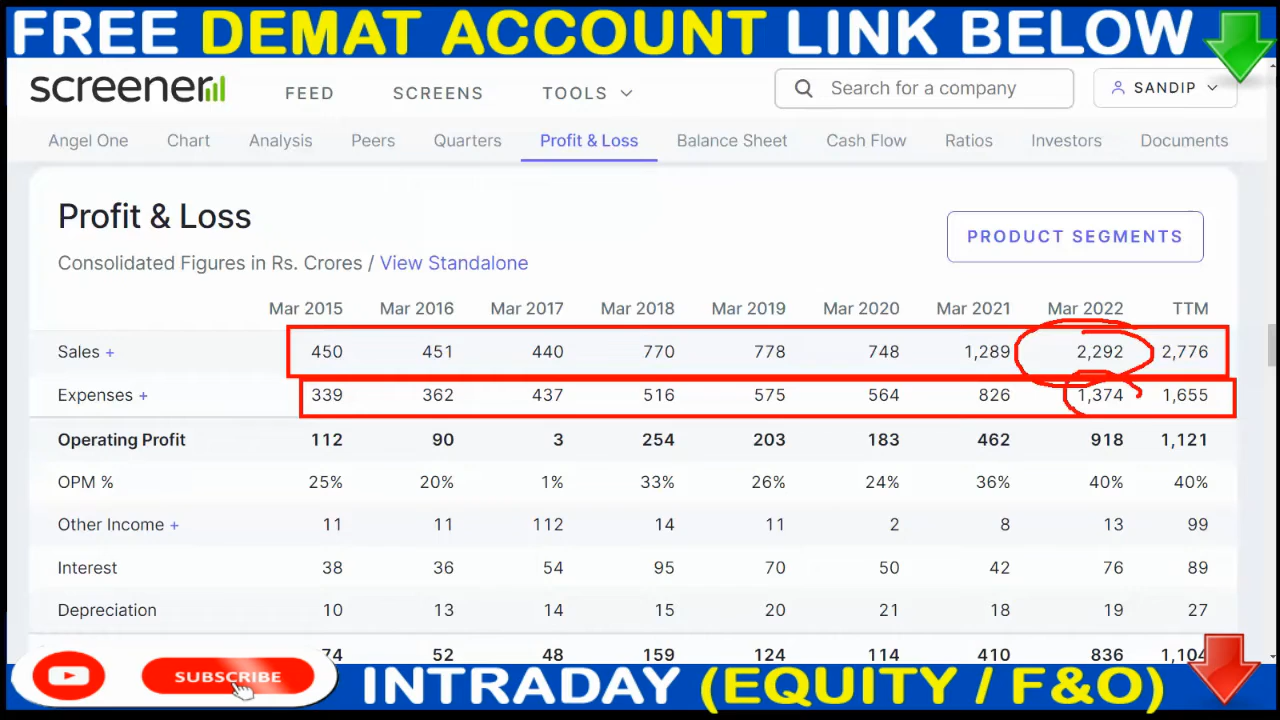 FREE DEMAT ACCOUNT LINK BELOW
screener FEED SCREENS TOOLS Search for a company SANDIP
Angel One Chart Analysis Peers Quarters Profit & Loss Balance Sheet Cash Flow Ratios Investors Documents
Profit & Loss
PRODUCT SEGMENTS
Consolidated Figures in Rs. Crores / View Standalone
Mar 2015 Mar 2016 Mar 2017 Mar 2018 Mar 2019 Mar 2020 Mar 2021 Mar 2022 TTM
Sales + 450 451 440 770 778 748 1,289 2,292 2,776
Expenses + 339 362 437 516 575 564 826 1,374 1,655
Operating Profit 112 90 3 254 203 183 462 918 1,121
OPM % 25% 20% 1% 33% 26% 24% 36% 40% 40%
Other Income + 11 11 112 14 11 2 8 13 99
Interest 38 36 54 95 70 50 42 76 89
Depreciation 10 13 14 15 20 21 18 19 27
74 52 48 159 124 114 410 836 1,104
SUBSCRIBE
INTRADAY (EQUITY / F&O)